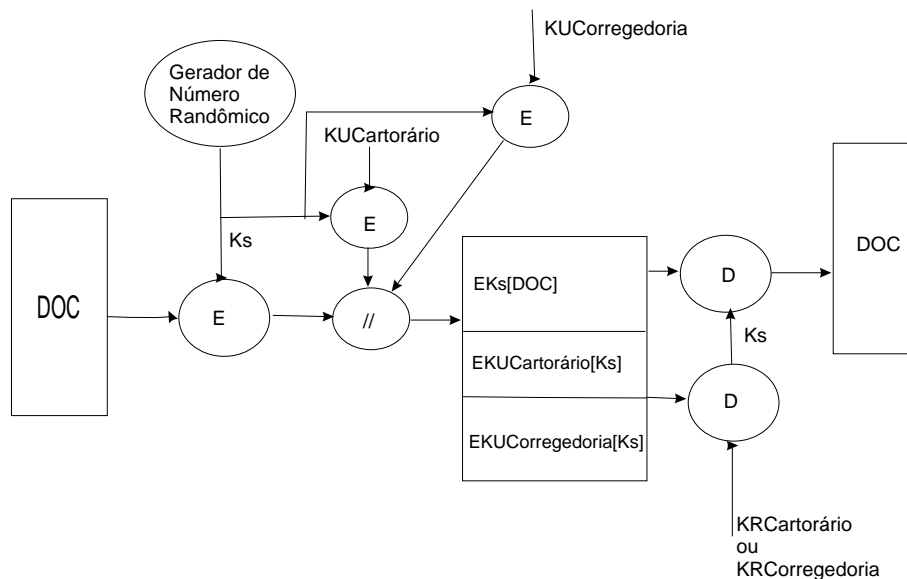 KUCorregedoria
Gerador de
Número
Randômico
E
KUCartorário
E
Ks
DOC
E
//
EKs[DOC]
EKUCartorário[Ks]
EKUCorregedoria[Ks]
D
Ks
D
DOC
KRCartorário
ou
KRCorregedoria